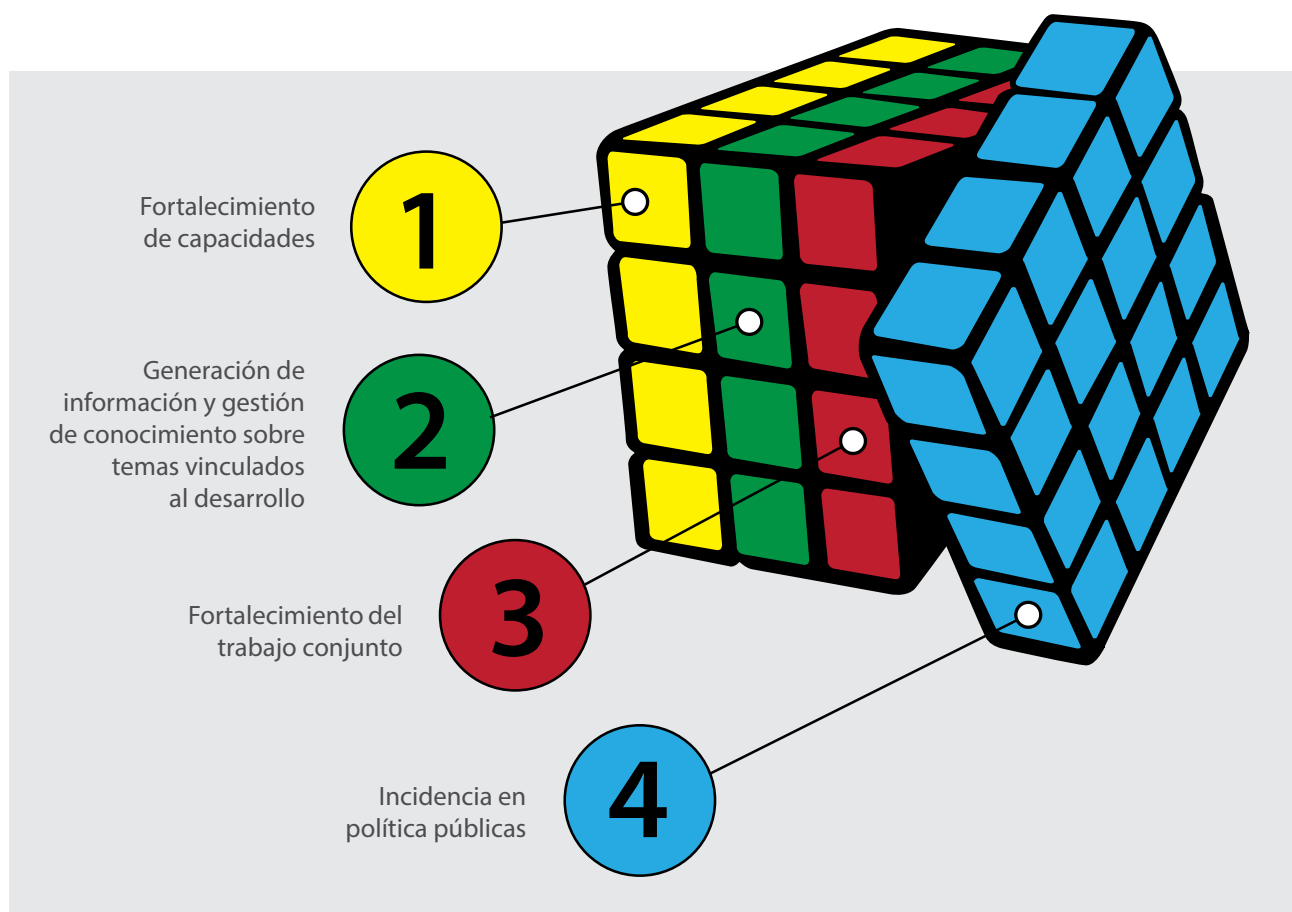 Fortalecimiento
de capacidades
1
Generación de
información y gestión
de conocimiento sobre
temas vinculados
al desarrollo
2
Fortalecimiento del
trabajo conjunto
3
Incidencia en
política públicas
4